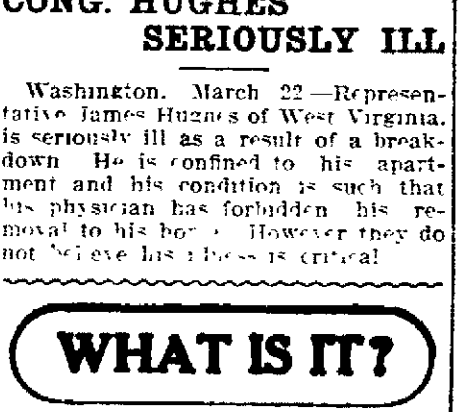 CONG. HUGHES
SERIOUSLY ILL
Washington. March 22—Represen-
tative James Hughes of West Virginia,
is seriously ill as a result of a break-
down He is confined to his apart-
ment and his condition is such that
his physician has forbidden his re-
moval to his However they do
not believe his illness is critical
WHAT IS IT?